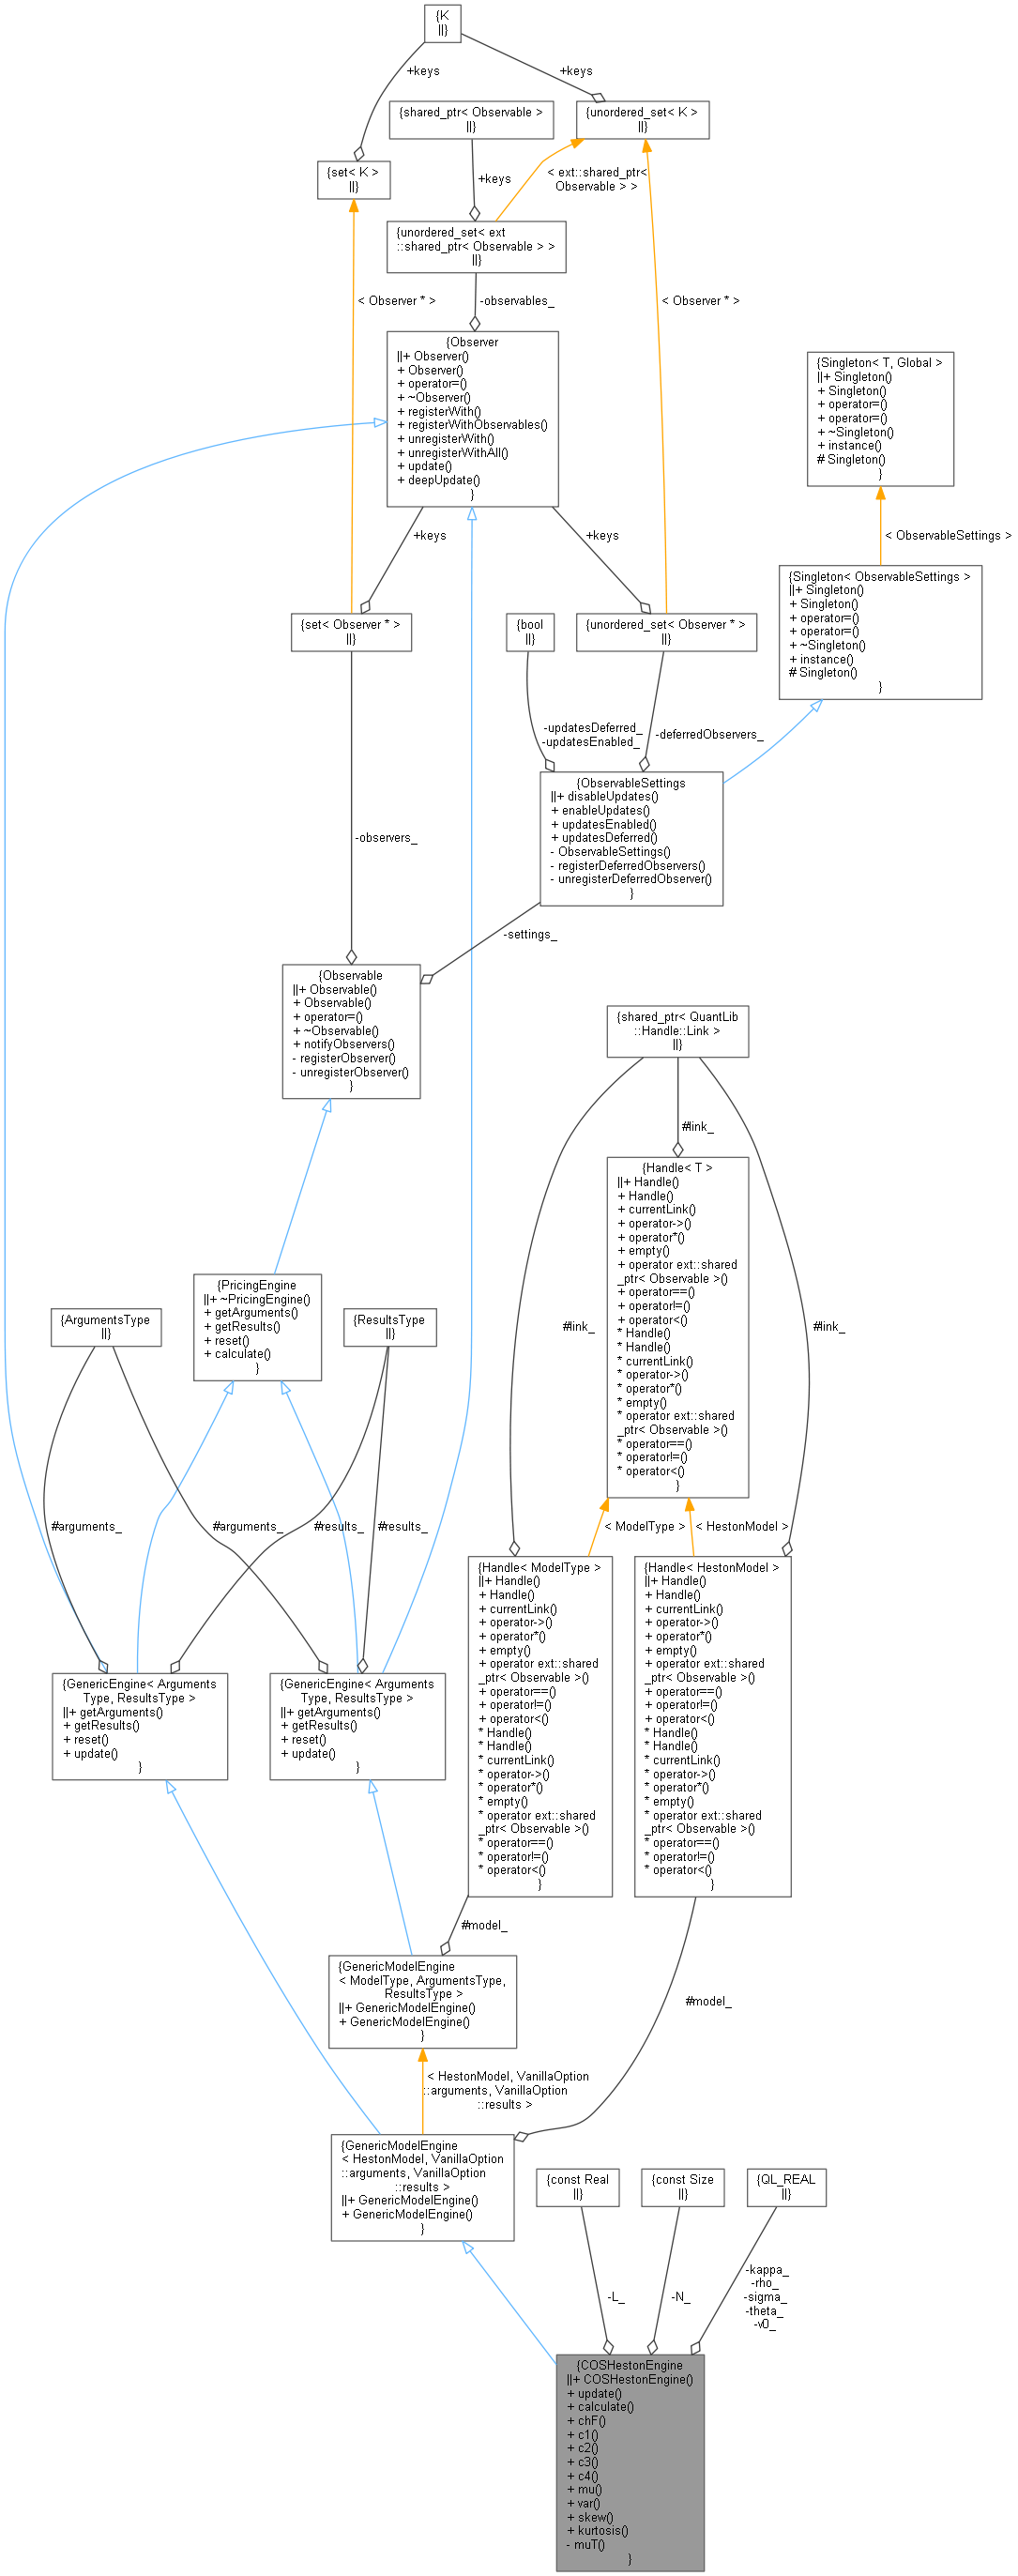 {K
||}
+keys
+keys
{shared_ptr< Observable >
||}
{unordered_set< K >
||}
{set< K >
||}
+keys
< ext::shared_ptr<
Observable > >
{unordered_set< ext
::shared_ptr< Observable > >
||}
< Observer * >
-observables_
< Observer * >
{Observer
||+ Observer()
+ Observer()
+ operator=()
+ ~Observer()
+ registerWith()
+ registerWithObservables()
+ unregisterWith()
+ unregisterWithAll()
+ update()
+ deepUpdate()
}
{Singleton< T, Global >
||+ Singleton()
+ Singleton()
+ operator=()
+ operator=()
+ ~Singleton()
+ instance()
# Singleton()
}
+keys
+keys
< ObservableSettings >
{Singleton< ObservableSettings >
||+ Singleton()
+ Singleton()
+ operator=()
+ operator=()
+ ~Singleton()
+ instance()
# Singleton()
}
{set< Observer * >
||}
{bool
||}
{unordered_set< Observer * >
||}
-updatesDeferred_
-updatesEnabled_
-deferredObservers_
{ObservableSettings
||+ disableUpdates()
+ enableUpdates()
+ updatesEnabled()
+ updatesDeferred()
- ObservableSettings()
- registerDeferredObservers()
- unregisterDeferredObserver()
}
-observers_
-settings_
{Observable
||+ Observable()
+ Observable()
+ operator=()
+ ~Observable()
+ notifyObservers()
- registerObserver()
- unregisterObserver()
}
{shared_ptr< QuantLib
::Handle::Link >
||}
#link_
{Handle< T >
||+ Handle()
+ Handle()
+ currentLink()
+ operator->()
+ operator*()
+ empty()
+ operator ext::shared
_ptr< Observable >()
+ operator==()
+ operator!=()
+ operator<()
* Handle()
* Handle()
* currentLink()
* operator->()
* operator*()
* empty()
* operator ext::shared
_ptr< Observable >()
* operator==()
* operator!=()
* operator<()
}
{PricingEngine
||+ ~PricingEngine()
+ getArguments()
+ getResults()
+ reset()
+ calculate()
}
{ArgumentsType
||}
{ResultsType
||}
#link_
#link_
#arguments_
#arguments_
#results_
#results_
< ModelType >
< HestonModel >
{Handle< ModelType >
||+ Handle()
+ Handle()
+ currentLink()
+ operator->()
+ operator*()
+ empty()
+ operator ext::shared
_ptr< Observable >()
+ operator==()
+ operator!=()
+ operator<()
* Handle()
* Handle()
* currentLink()
* operator->()
* operator*()
* empty()
* operator ext::shared
_ptr< Observable >()
* operator==()
* operator!=()
* operator<()
}
{Handle< HestonModel >
||+ Handle()
+ Handle()
+ currentLink()
+ operator->()
+ operator*()
+ empty()
+ operator ext::shared
_ptr< Observable >()
+ operator==()
+ operator!=()
+ operator<()
* Handle()
* Handle()
* currentLink()
* operator->()
* operator*()
* empty()
* operator ext::shared
_ptr< Observable >()
* operator==()
* operator!=()
* operator<()
}
{GenericEngine< Arguments
Type, ResultsType >
||+ getArguments()
+ getResults()
+ reset()
+ update()
}
{GenericEngine< Arguments
Type, ResultsType >
||+ getArguments()
+ getResults()
+ reset()
+ update()
}
#model_
{GenericModelEngine
< ModelType, ArgumentsType,
ResultsType >
||+ GenericModelEngine()
+ GenericModelEngine()
}
#model_
< HestonModel, VanillaOption
::arguments, VanillaOption
::results >
{GenericModelEngine
< HestonModel, VanillaOption
::arguments, VanillaOption
::results >
||+ GenericModelEngine()
+ GenericModelEngine()
}
{const Real
||}
{const Size
||}
{QL_REAL
||}
-L_
-N_
-kappa_
-rho_
-sigma_
-theta_
-v0_
{COSHestonEngine
||+ COSHestonEngine()
+ update()
+ calculate()
+ chF()
+ c1()
+ c2()
+ c3()
+ c4()
+ mu()
+ var()
+ skew()
+ kurtosis()
- muT()
}